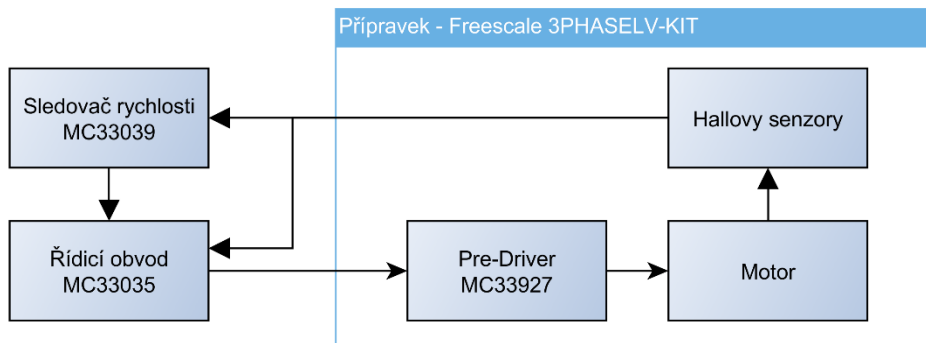 Přípravek - Freescale 3PHASELV-KIT
Sledovač rychlosti
MC33039
Hallovy senzory
Řídicí obvod
MC33035
Pre-Driver
MC33927
Motor